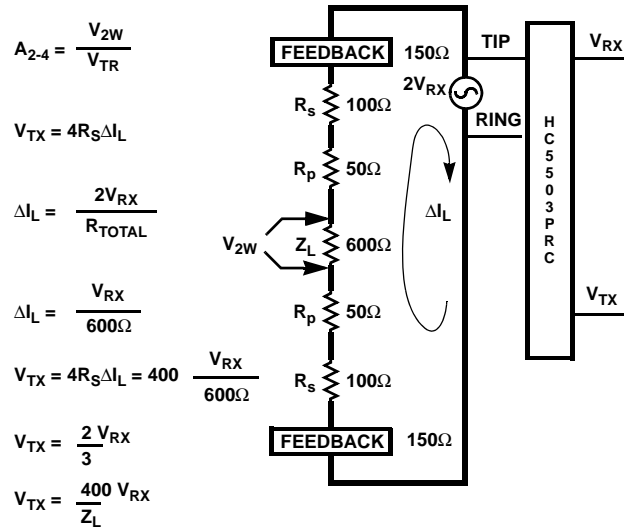 A2-4 = V2W / VTR
VTX = 4RSΔIL
ΔIL = 2VRX / RTOTAL
ΔIL = VRX / 600Ω
VTX = 4RSΔIL = 400 VRX / 600Ω
VTX = 2/3 VRX
VTX = 400/ZL VRX
FEEDBACK 150Ω
Rs 100Ω
Rp 50Ω
V2W
ZL 600Ω
Rp 50Ω
Rs 100Ω
FEEDBACK 150Ω
2VRX
ΔIL
TIP
RING
HC5503PRC
VRX
VTX